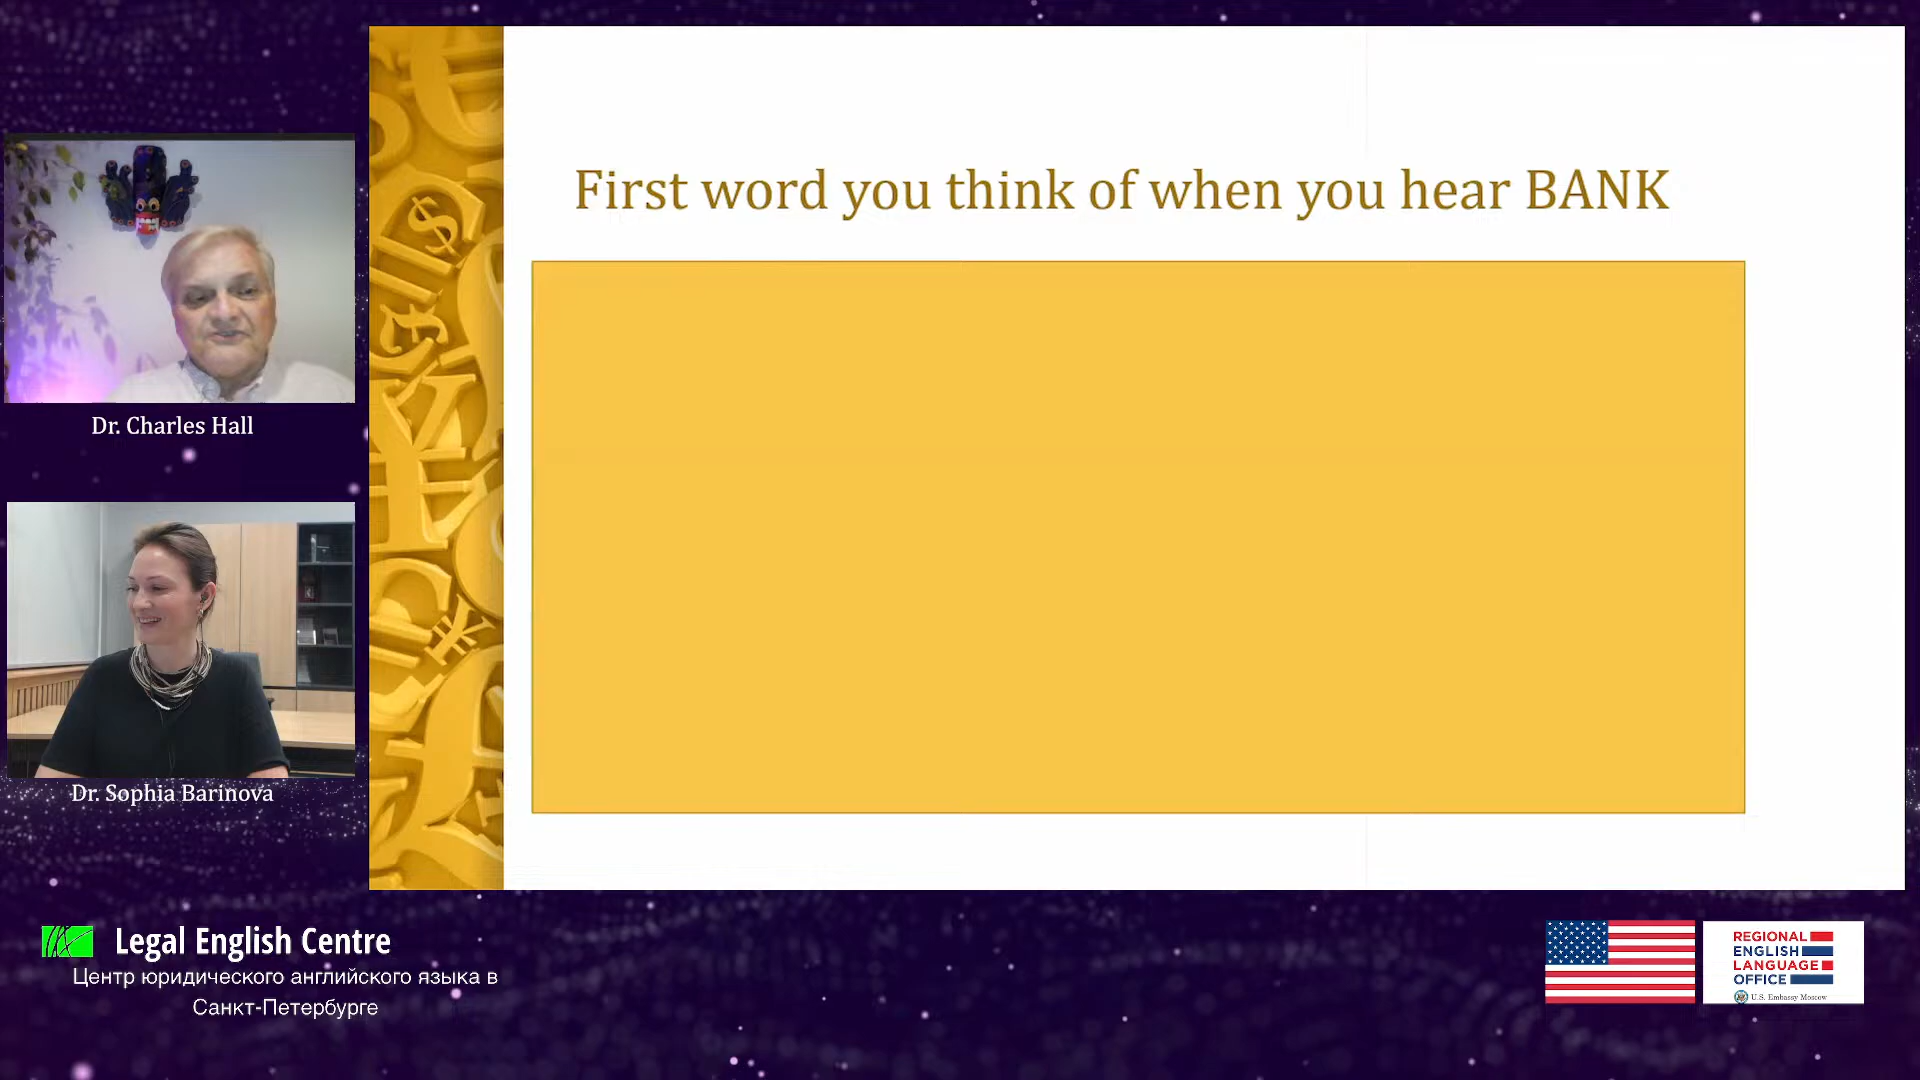 First word you think of when you hear BANK
Dr. Charles Hall
Dr. Sophia Barinova
Legal English Centre
Центр юридического английского языка в
Санкт-Петербурге
REGIONAL
ENGLISH
LANGUAGE
OFFICE
U.S. Embassy Moscow